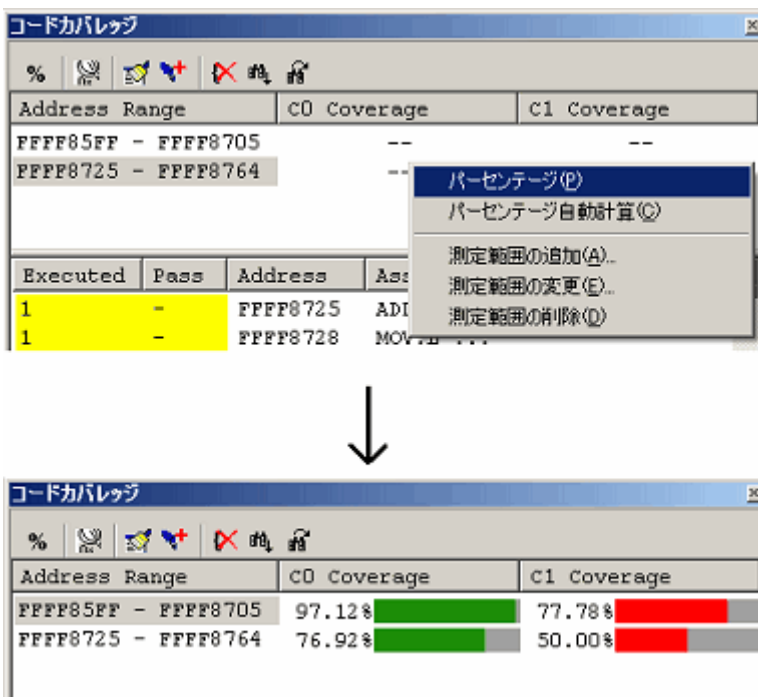 コードカバレッジ
%
Address Range C0 Coverage C1 Coverage
FFFF85FF - FFFF8705 -- --
FFFF8725 - FFFF8764 --
パーセンテージ(P)
パーセンテージ自動計算(C)
測定範囲の追加(A)...
測定範囲の変更(E)...
測定範囲の削除(D)
Executed Pass Address Ass
1 - FFFF8725 ADD
1 - FFFF8728 MOV.B ...
コードカバレッジ
%
Address Range C0 Coverage C1 Coverage
FFFF85FF - FFFF8705 97.12% 77.78%
FFFF8725 - FFFF8764 76.92% 50.00%